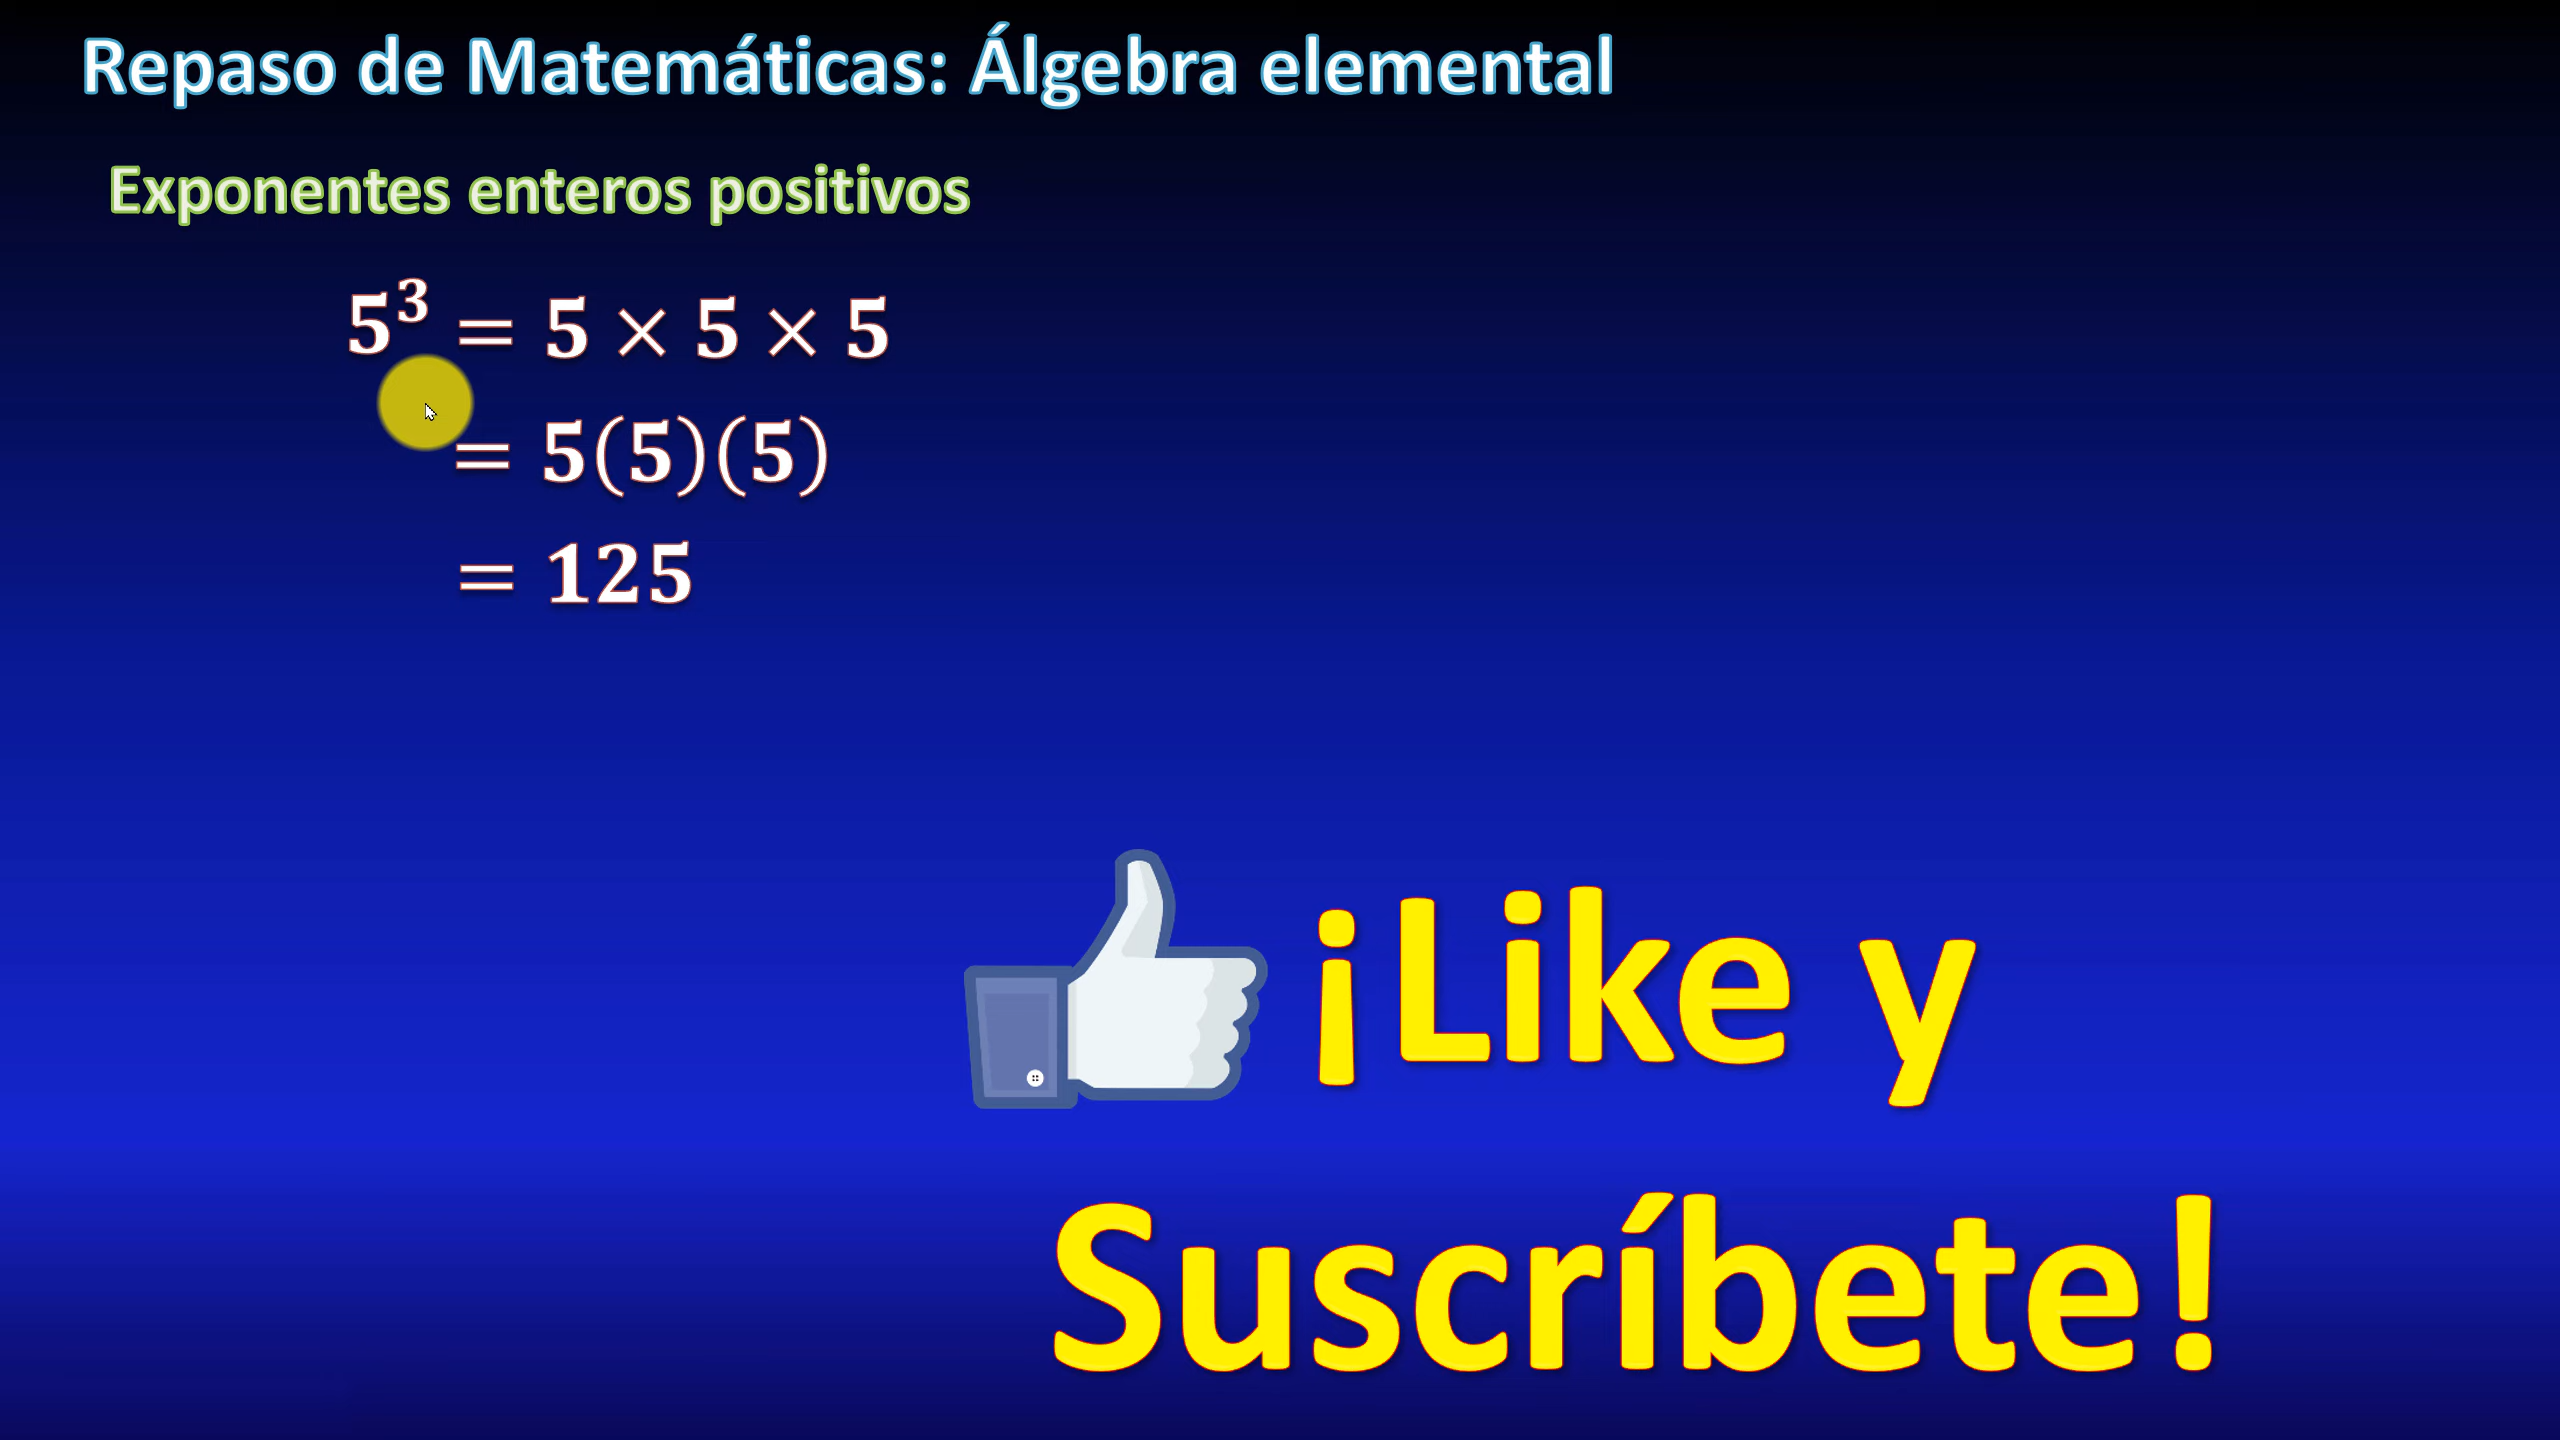 Repaso de Matemáticas: Álgebra elemental
Exponentes enteros positivos
5³ = 5 × 5 × 5
= 5(5)(5)
= 125
¡Like y
Suscríbete!